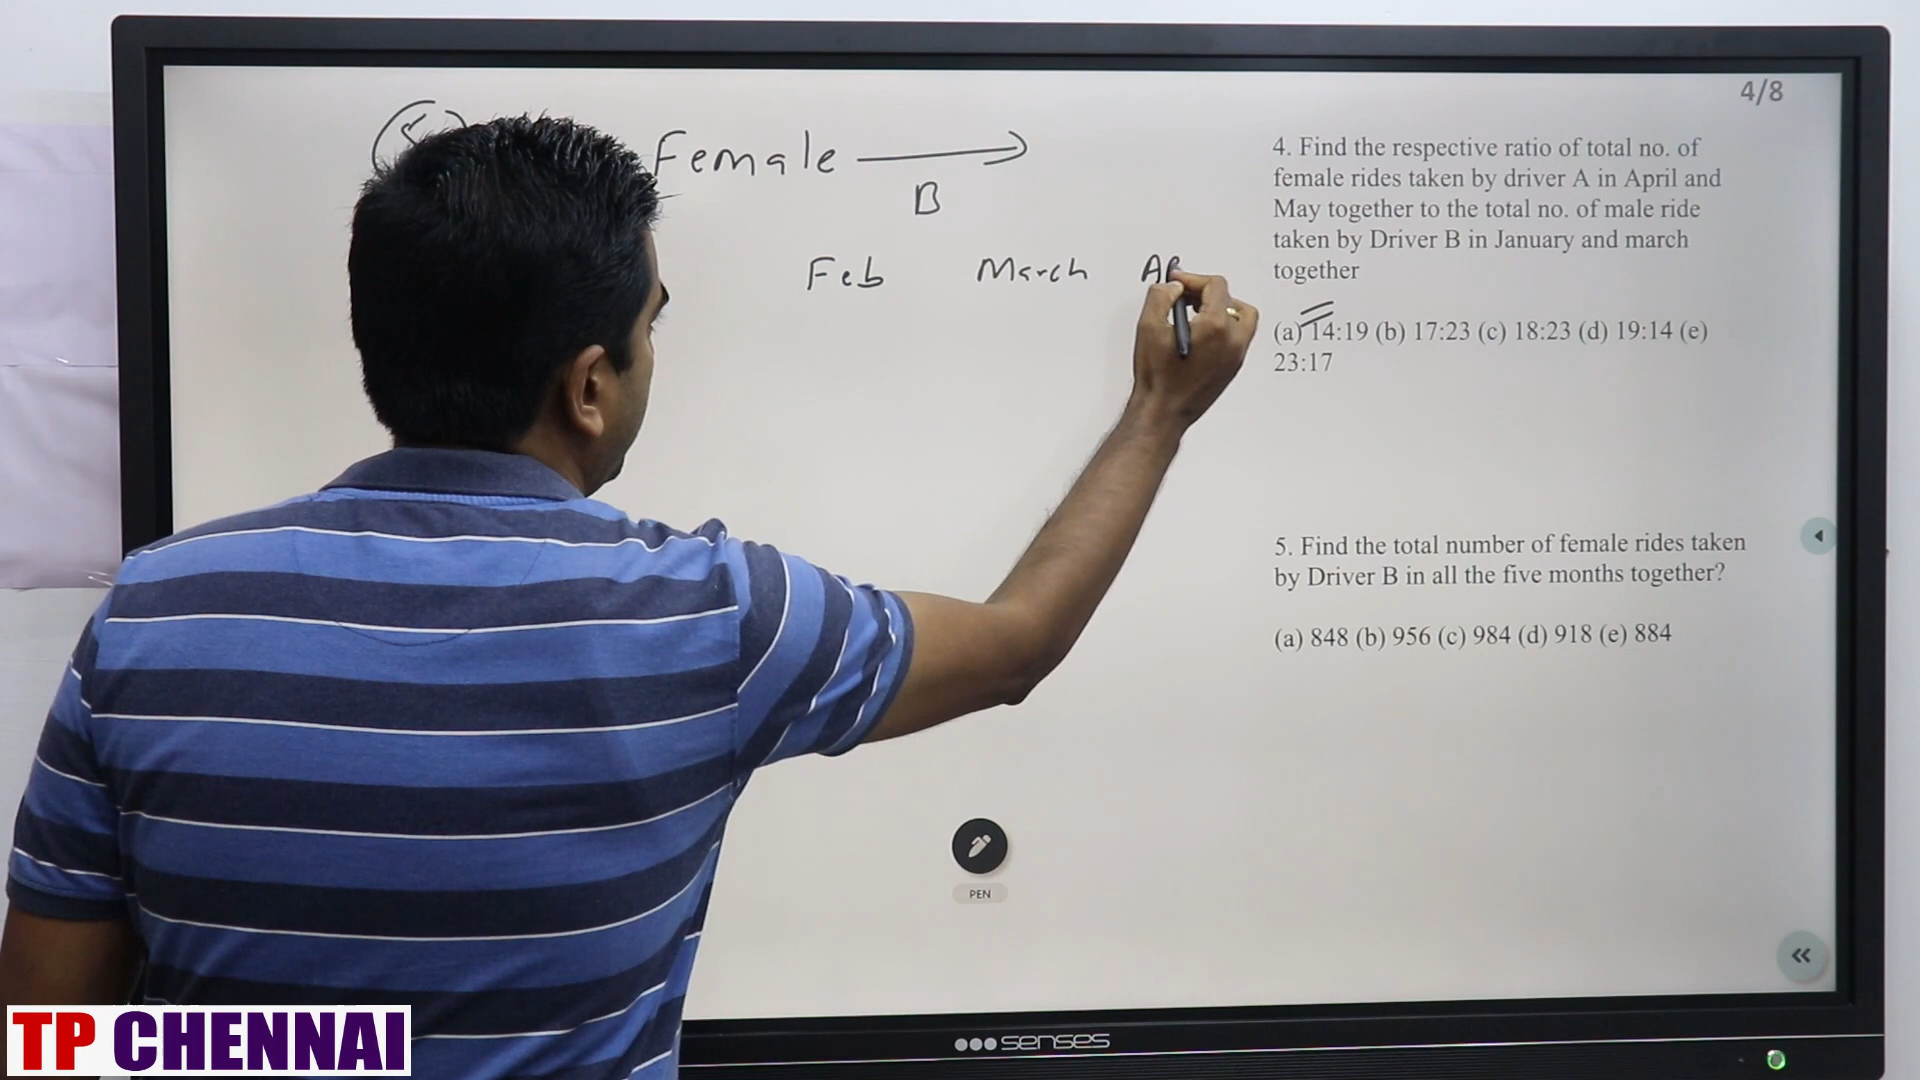 4/8
Female
B
Feb March AP
4. Find the respective ratio of total no. of
female rides taken by driver A in April and
May together to the total no. of male ride
taken by Driver B in January and march
together
(a) 14:19 (b) 17:23 (c) 18:23 (d) 19:14 (e)
23:17
5. Find the total number of female rides taken
by Driver B in all the five months together?
(a) 848 (b) 956 (c) 984 (d) 918 (e) 884
PEN
senses
TP CHENNAI